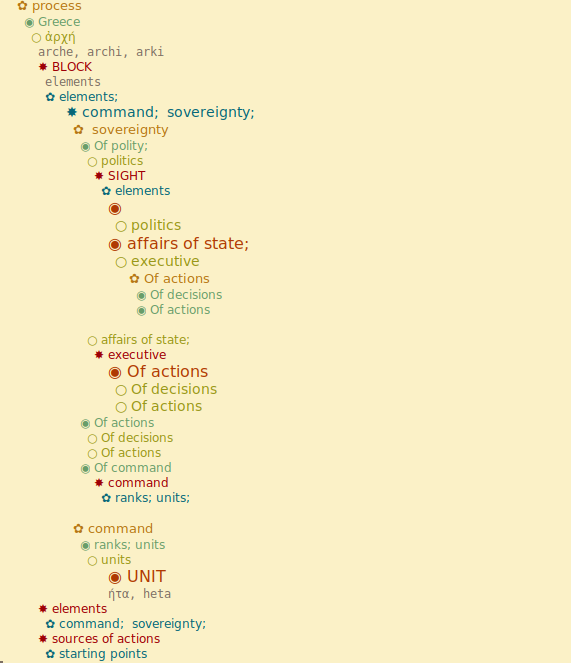 ✿ process
◉ Greece
○ ἀρχή
arche, archi, arki
✸ BLOCK
elements
✿ elements;
✸ command;  sovereignty;
✿  sovereignty
◉ Of polity;
○ politics
✸ SIGHT
✿ elements
◉
○ politics
◉ affairs of state;
○ executive
✿ Of actions
◉ Of decisions
◉ Of actions
○ affairs of state;
✸ executive
◉ Of actions
○ Of decisions
○ Of actions
◉ Of actions
○ Of decisions
○ Of actions
◉ Of command
✸ command
✿ ranks; units;
✿ command
◉ ranks; units
○ units
◉ UNIT
ήτα, heta
✸ elements
✿ command;  sovereignty;
✸ sources of actions
✿ starting points